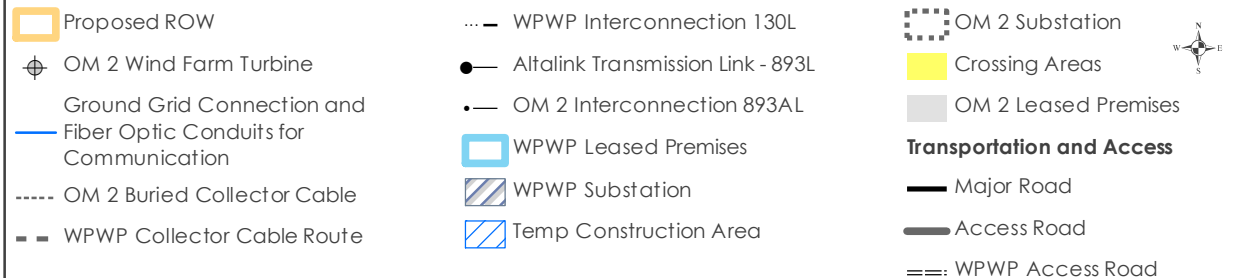 Proposed ROW
OM 2 Wind Farm Turbine
Ground Grid Connection and
Fiber Optic Conduits for
Communication
OM 2 Buried Collector Cable
WPWP Collector Cable Route
WPWP Interconnection 130L
Altalink Transmission Link - 893L
OM 2 Interconnection 893AL
WPWP Leased Premises
WPWP Substation
Temp Construction Area
OM 2 Substation
Crossing Areas
OM 2 Leased Premises
Transportation and Access
Major Road
Access Road
WPWP Access Road
N
W E
S